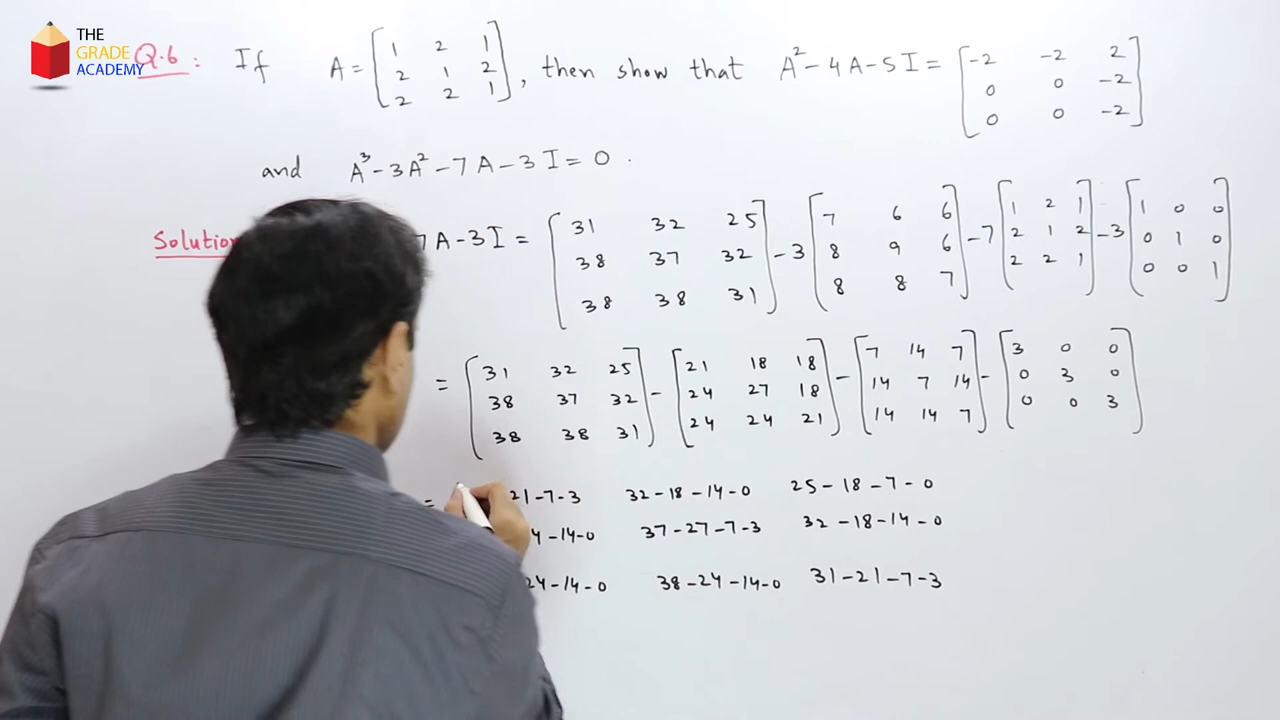 THE
GRADE
ACADEMY
Q.6 : If A = [ 1 2 1 ; 2 1 2 ; 2 2 1 ], then show that A² - 4A - 5I = [ -2 -2 2 ; 0 0 -2 ; 0 0 -2 ]
and A³ - 3A² - 7A - 3I = 0 .
Solution 7A - 3I = [ 31 32 25 ; 38 37 32 ; 38 38 31 ] - 3 [ 7 6 6 ; 8 9 6 ; 8 8 7 ] - 7 [ 1 2 1 ; 2 1 2 ; 2 2 1 ] - 3 [ 1 0 0 ; 0 1 0 ; 0 0 1 ]
= [ 31 32 25 ; 38 37 32 ; 38 38 31 ] - [ 21 18 18 ; 24 27 18 ; 24 24 21 ] - [ 7 14 7 ; 14 7 14 ; 14 14 7 ] - [ 3 0 0 ; 0 3 0 ; 0 0 3 ]
= 21-7-3 32-18-14-0 25-18-7-0
4-14-0 37-27-7-3 32-18-14-0
24-14-0 38-24-14-0 31-21-7-3